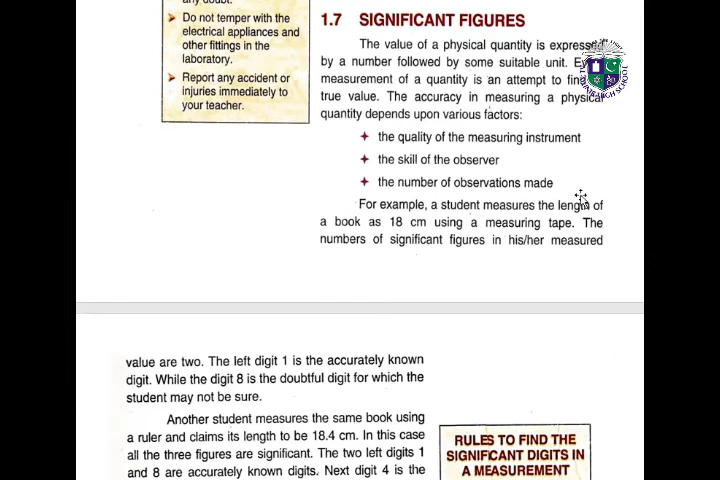 any doubt.
Do not temper with the
electrical appliances and
other fittings in the
laboratory.
Report any accident or
injuries immediately to
your teacher.
1.7 SIGNIFICANT FIGURES
The value of a physical quantity is expressed
by a number followed by some suitable unit.
measurement of a quantity is an attempt to find
true value. The accuracy in measuring a physical
quantity depends upon various factors:
the quality of the measuring instrument
the skill of the observer
the number of observations made
For example, a student measures the length of
a book as 18 cm using a measuring tape. The
numbers of significant figures in his/her measured
value are two. The left digit 1 is the accurately known
digit. While the digit 8 is the doubtful digit for which the
student may not be sure.
Another student measures the same book using
a ruler and claims its length to be 18.4 cm. In this case
all the three figures are significant. The two left digits 1
and 8 are accurately known digits. Next digit 4 is the
RULES TO FIND THE
SIGNIFICANT DIGITS IN
A MEASUREMENT